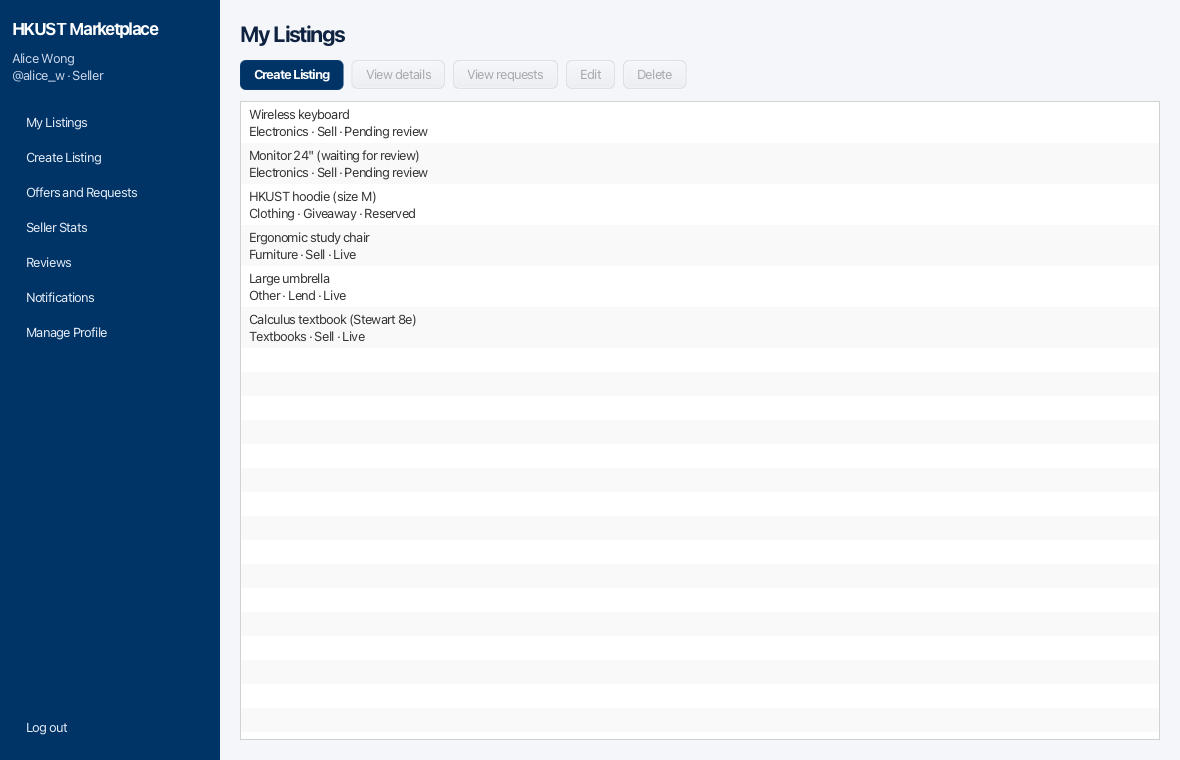 HKUST Marketplace
Alice Wong
@alice_w · Seller
My Listings
Create Listing
Offers and Requests
Seller Stats
Reviews
Notifications
Manage Profile
Log out
My Listings
Create Listing
View details
View requests
Edit
Delete
Wireless keyboard
Electronics · Sell · Pending review
Monitor 24" (waiting for review)
Electronics · Sell · Pending review
HKUST hoodie (size M)
Clothing · Giveaway · Reserved
Ergonomic study chair
Furniture · Sell · Live
Large umbrella
Other · Lend · Live
Calculus textbook (Stewart 8e)
Textbooks · Sell · Live